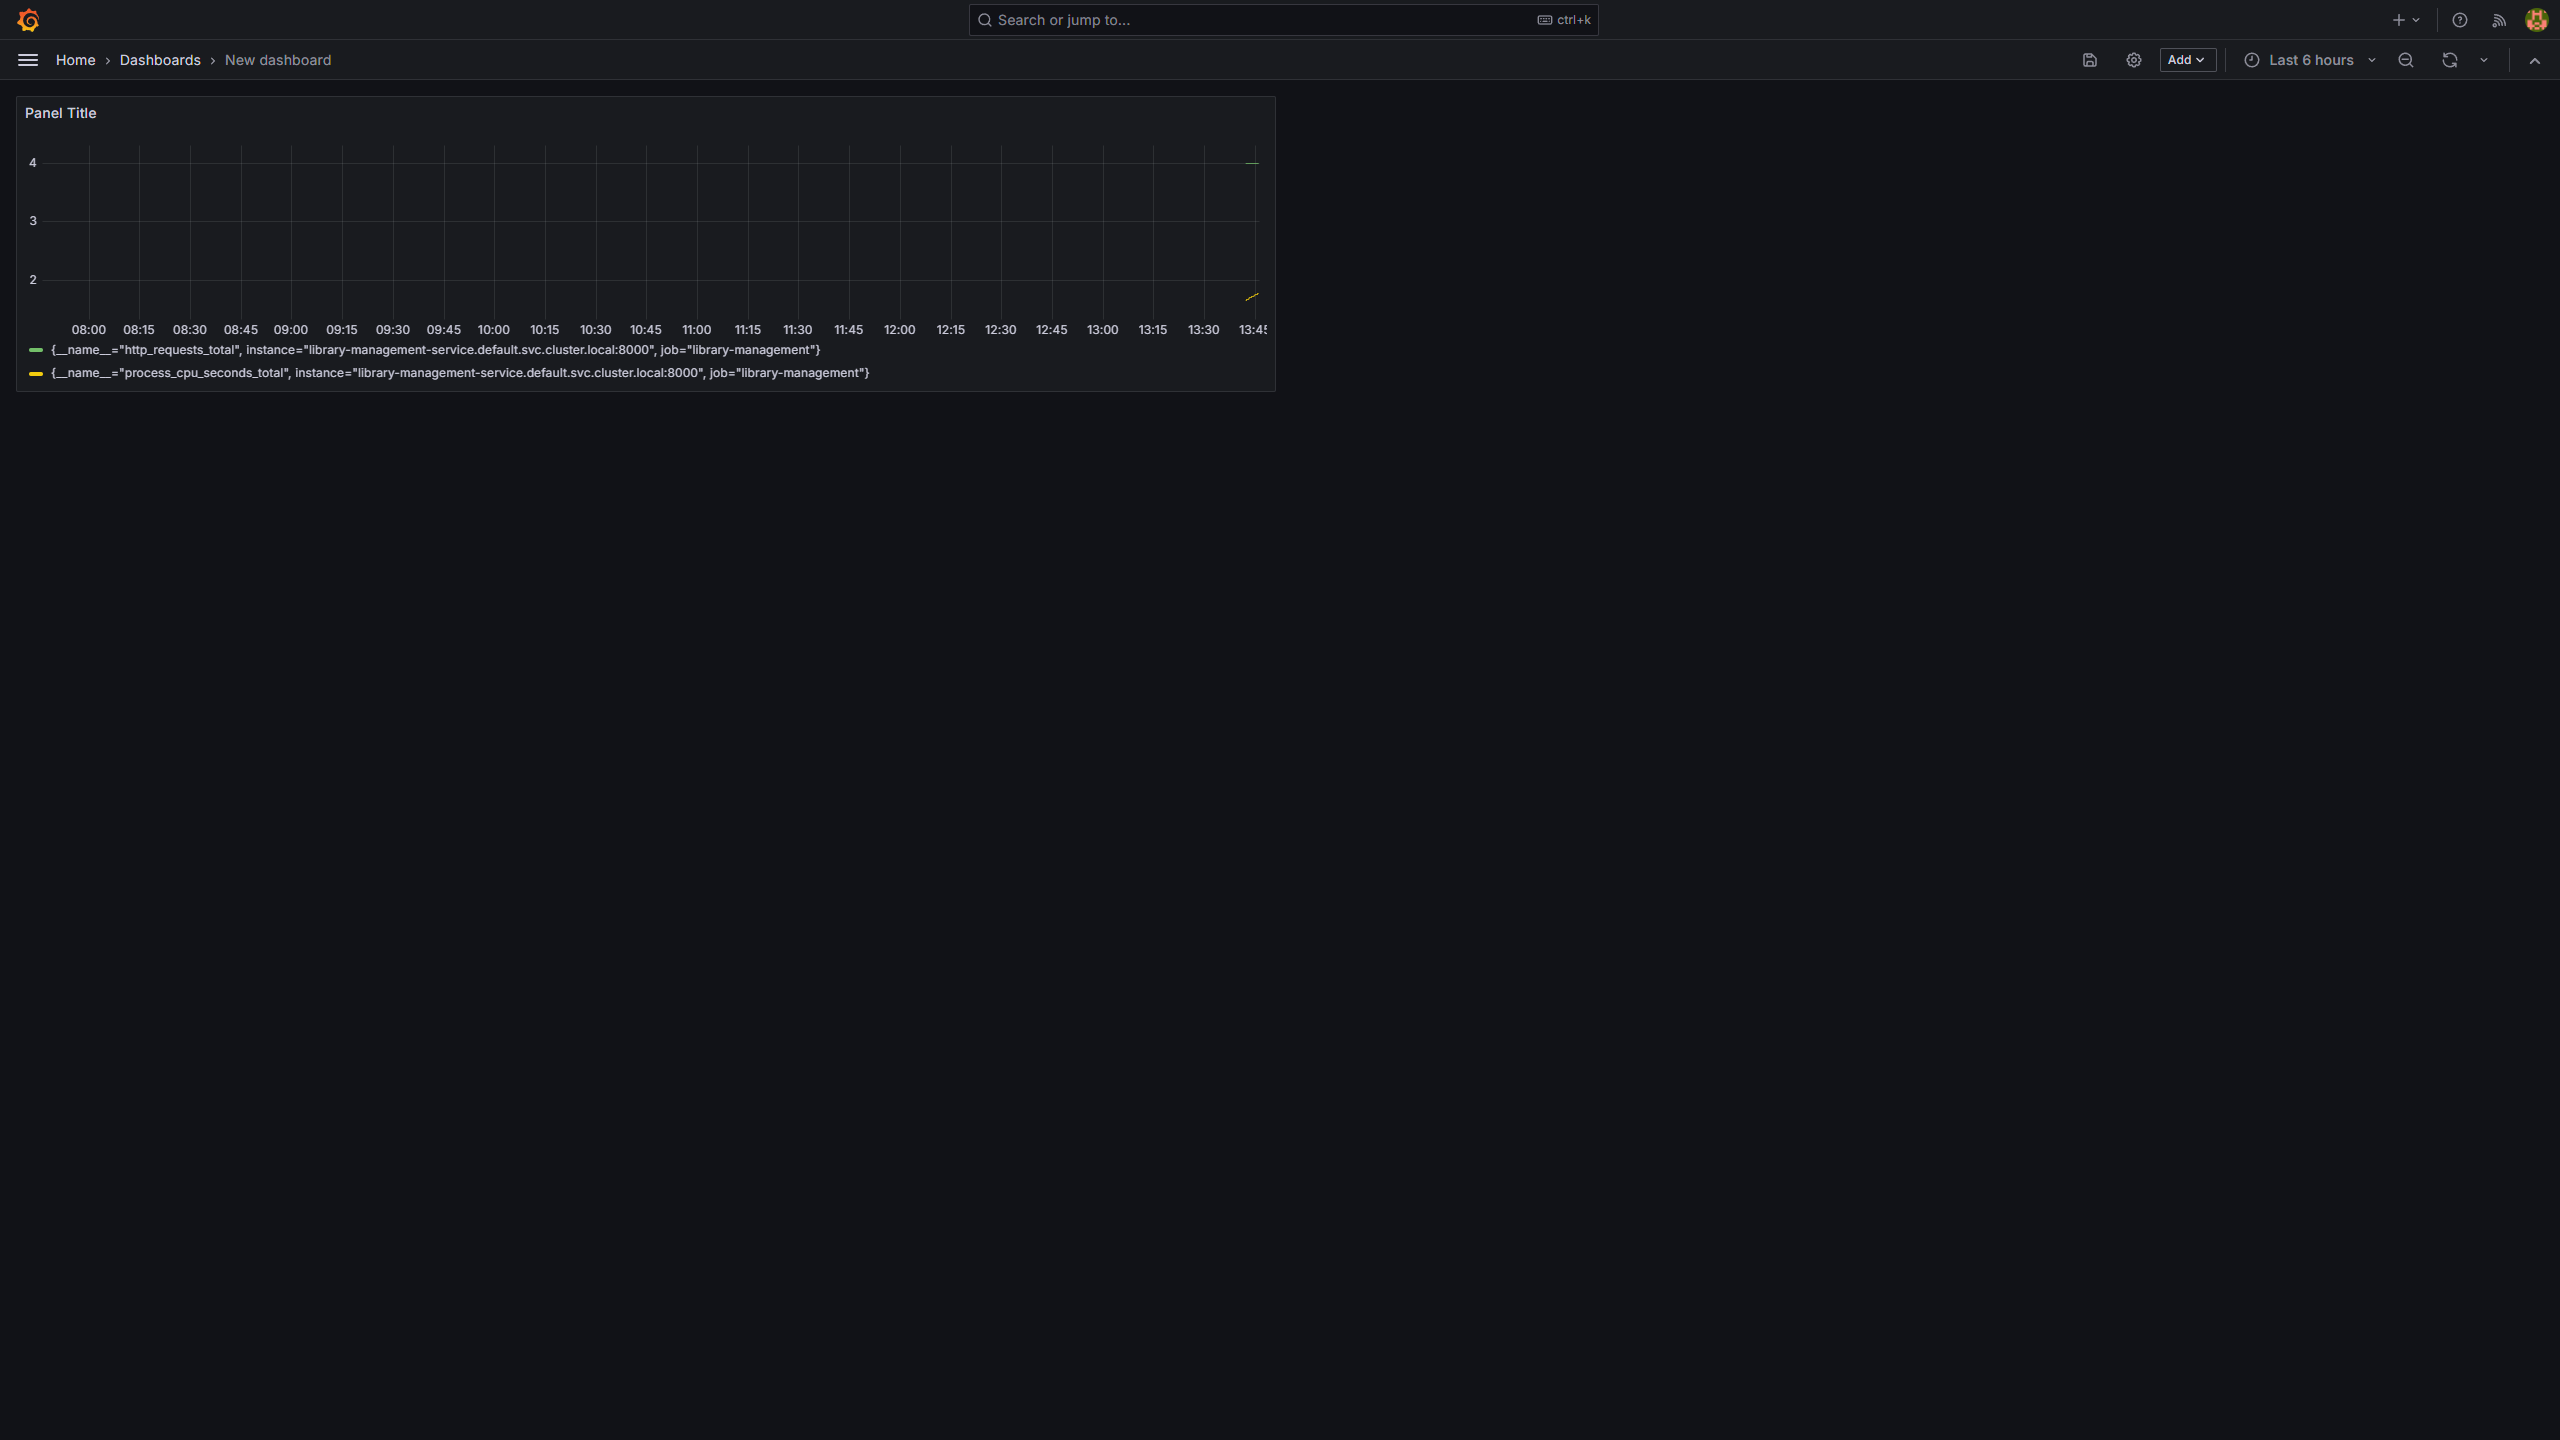 Search or jump to...
ctrl+k
Home › Dashboards › New dashboard
Add
Last 6 hours
Panel Title
4
3
2
08:00 08:15 08:30 08:45 09:00 09:15 09:30 09:45 10:00 10:15 10:30 10:45 11:00 11:15 11:30 11:45 12:00 12:15 12:30 12:45 13:00 13:15 13:30 13:45
{__name__="http_requests_total", instance="library-management-service.default.svc.cluster.local:8000", job="library-management"}
{__name__="process_cpu_seconds_total", instance="library-management-service.default.svc.cluster.local:8000", job="library-management"}